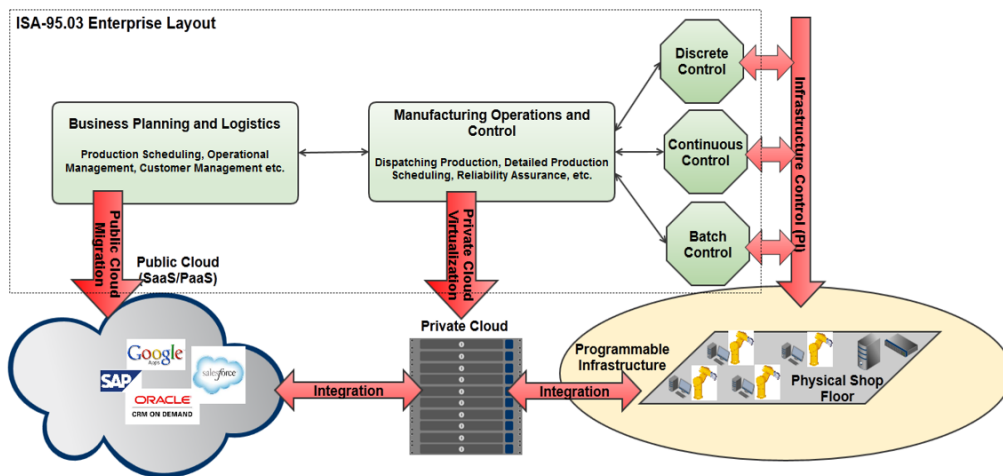 ISA-95.03 Enterprise Layout
Business Planning and Logistics
Production Scheduling, Operational
Management, Customer Management etc.
Manufacturing Operations and
Control
Dispatching Production, Detailed Production
Scheduling, Reliability Assurance, etc.
Discrete
Control
Continuous
Control
Batch
Control
Infrastructure Control (PI)
Public Cloud
Migration
Public Cloud
(SaaS/PaaS)
Private Cloud
Virtualization
Private Cloud
Google
Apps
SAP
salesforce
ORACLE
CRM ON DEMAND
Integration
Integration
Programmable
Infrastructure
Physical Shop
Floor